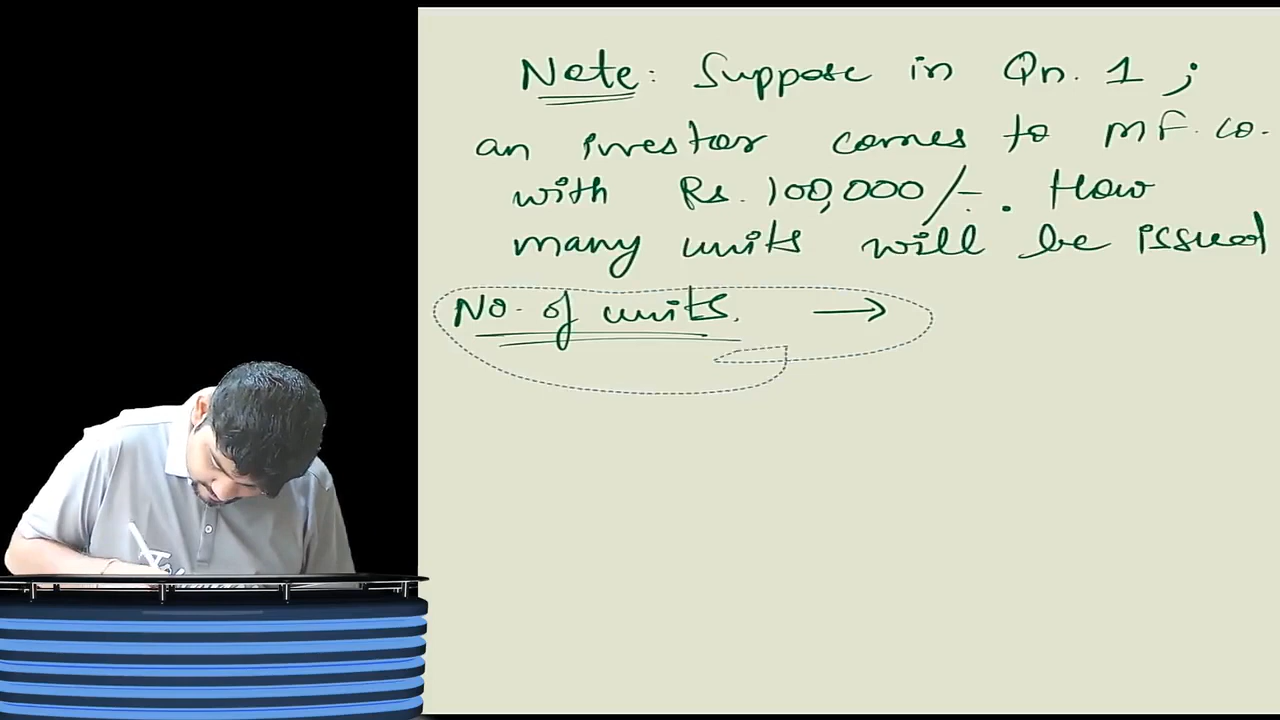 Note: Suppose in Qn. 1 ;
an investor comes to MF. co.
with Rs. 100,000/-. How
many units will be issued
No. of units. →